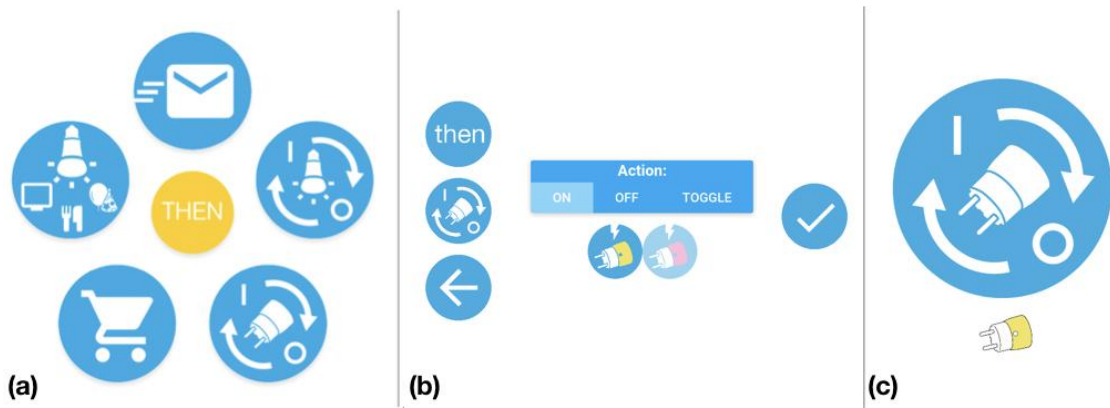 THEN
(a)
then
Action:
ON OFF TOGGLE
(b)
(c)